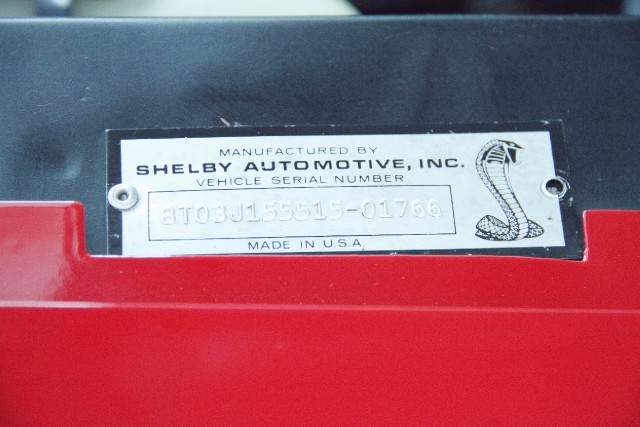 MANUFACTURED BY
SHELBY AUTOMOTIVE, INC.
VEHICLE SERIAL NUMBER
8T03J155515-01766
MADE IN U.S.A.